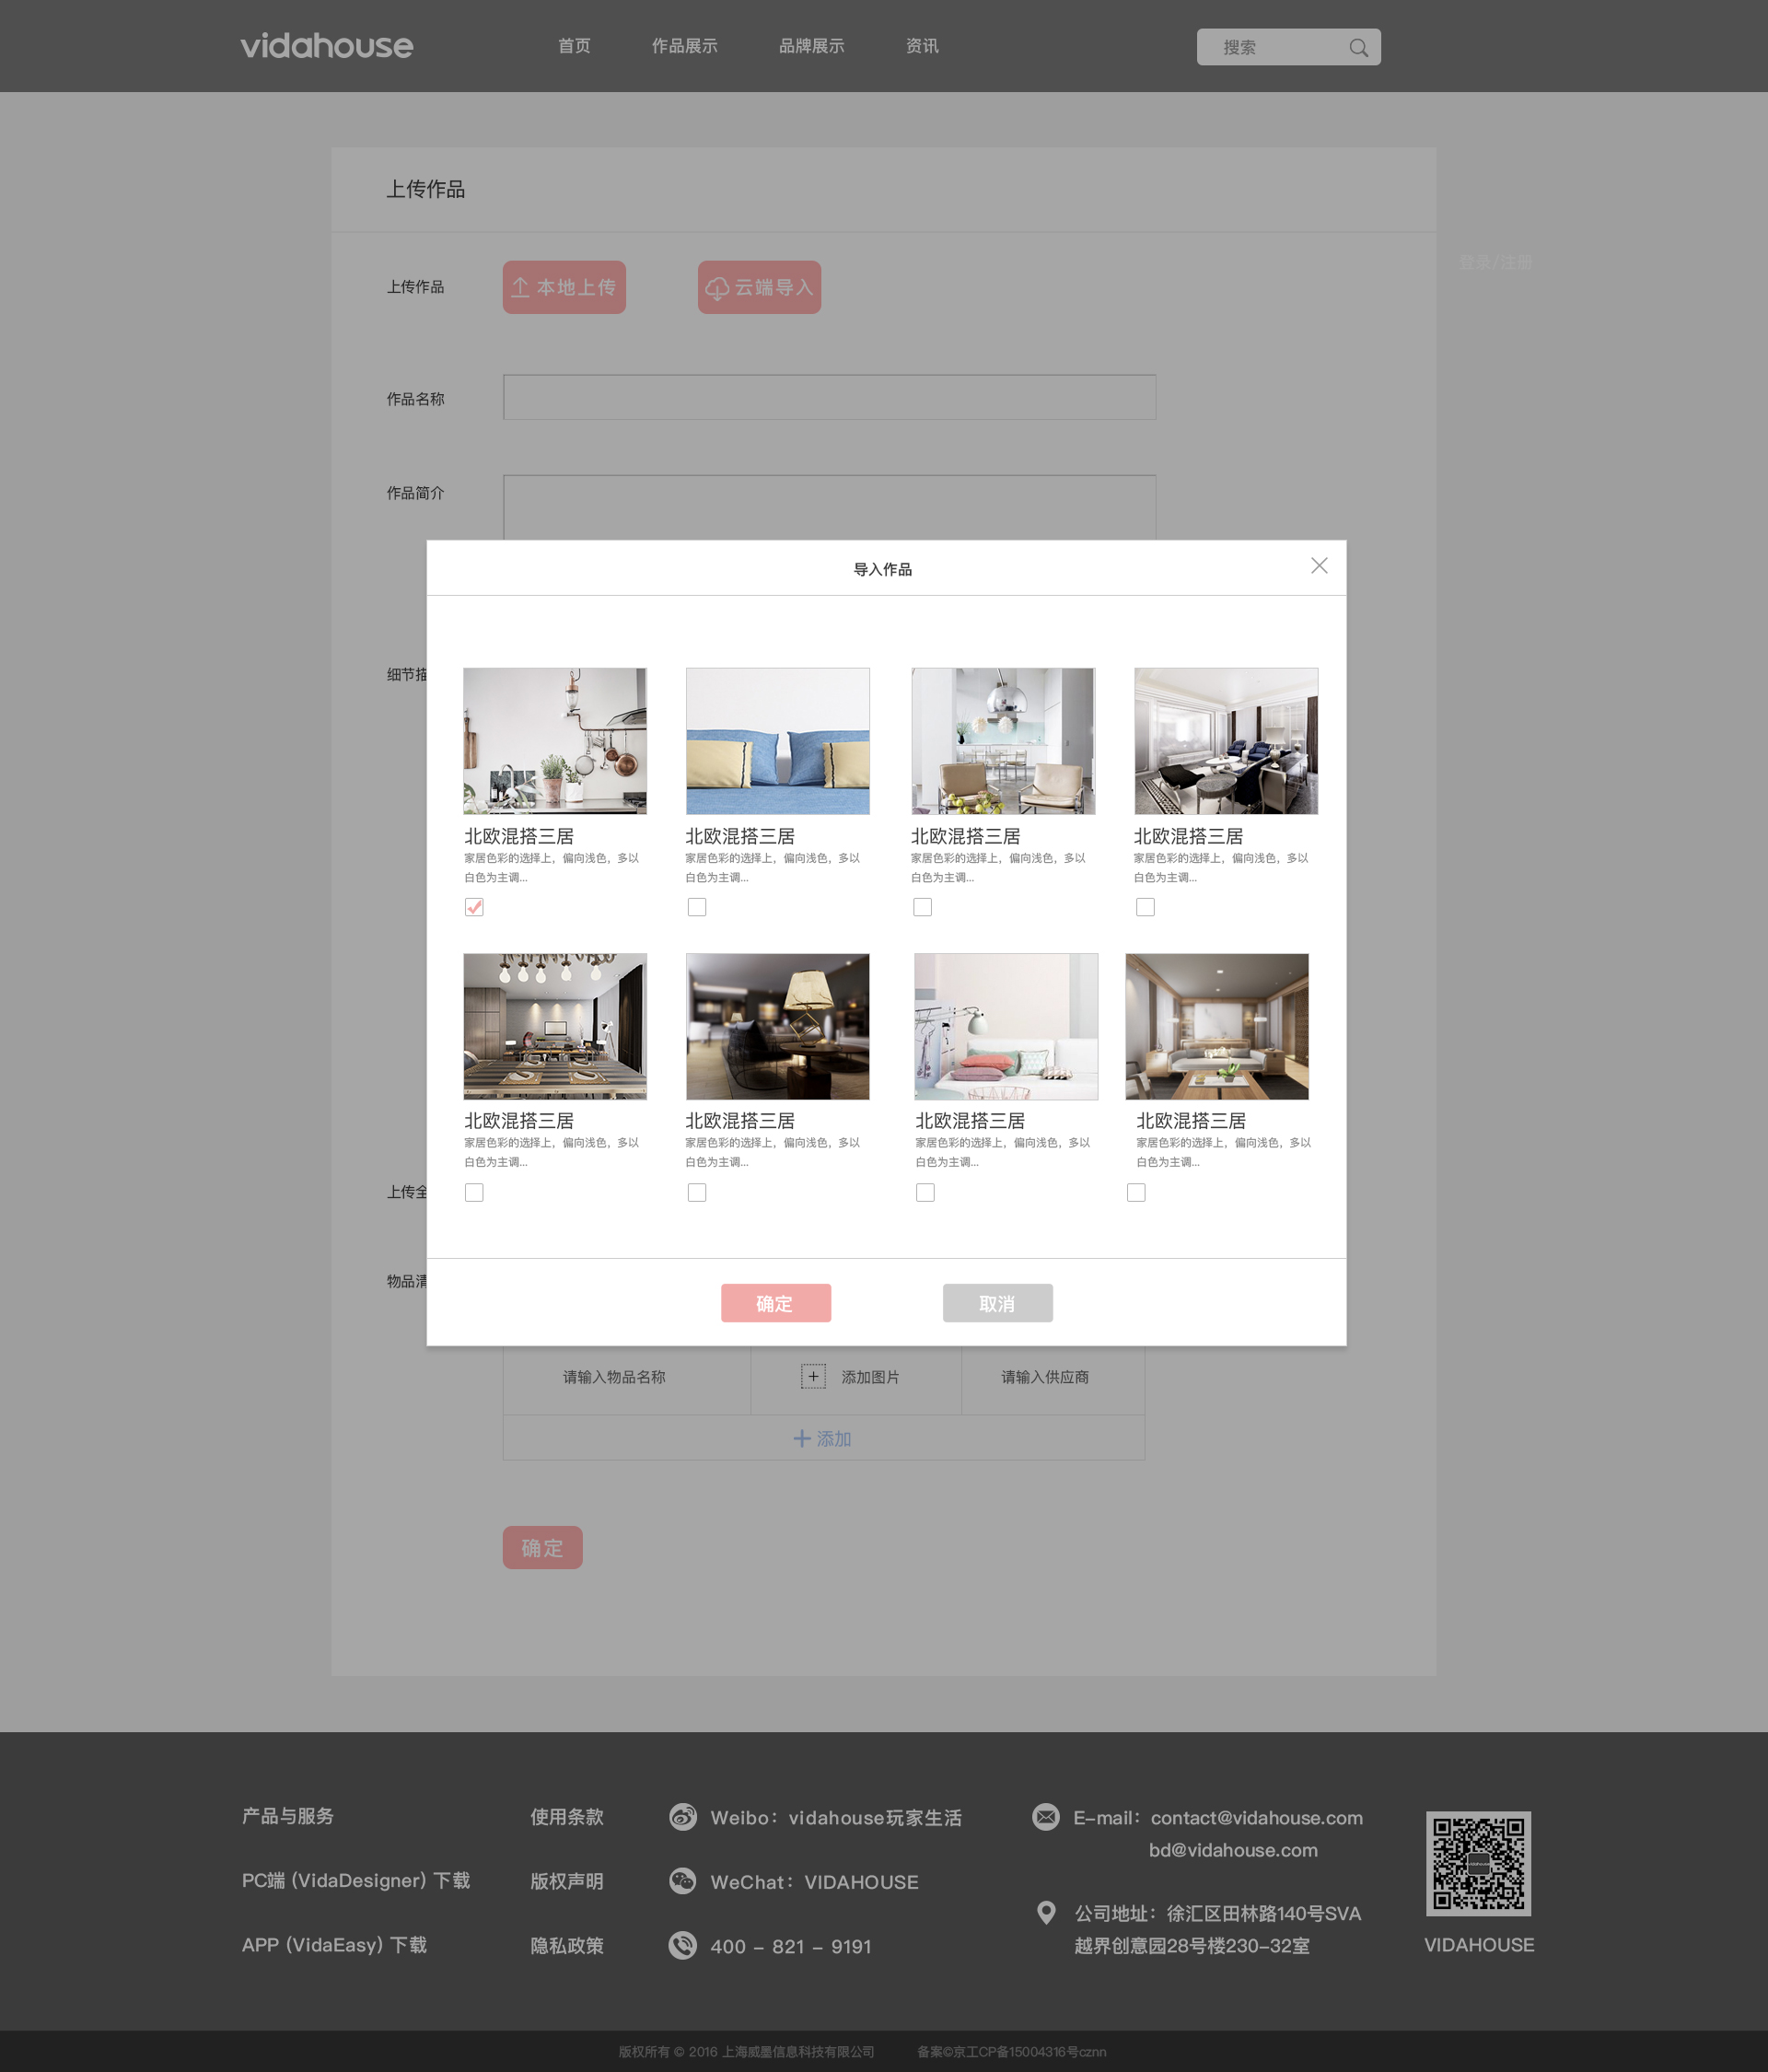 vidahouse
首页
作品展示
品牌展示
资讯
搜索
上传作品
登录/注册
上传作品
本地上传
云端导入
作品名称
作品简介
导入作品
细节描
北欧混搭三居
家居色彩的选择上，偏向浅色，多以
白色为主调...
北欧混搭三居
家居色彩的选择上，偏向浅色，多以
白色为主调...
北欧混搭三居
家居色彩的选择上，偏向浅色，多以
白色为主调...
北欧混搭三居
家居色彩的选择上，偏向浅色，多以
白色为主调...
北欧混搭三居
家居色彩的选择上，偏向浅色，多以
白色为主调...
北欧混搭三居
家居色彩的选择上，偏向浅色，多以
白色为主调...
北欧混搭三居
家居色彩的选择上，偏向浅色，多以
白色为主调...
北欧混搭三居
家居色彩的选择上，偏向浅色，多以
白色为主调...
上传全
物品清
确定
取消
请输入物品名称
添加图片
请输入供应商
添加
确定
产品与服务
PC端 (VidaDesigner) 下载
APP (VidaEasy) 下载
使用条款
版权声明
隐私政策
Weibo：vidahouse玩家生活
WeChat：VIDAHOUSE
400 - 821 - 9191
E-mail：contact@vidahouse.com
bd@vidahouse.com
公司地址：徐汇区田林路140号SVA
越界创意园28号楼230-32室
VIDAHOUSE
版权所有 © 2016 上海威墨信息科技有限公司
备案©京工CP备15004316号cznn